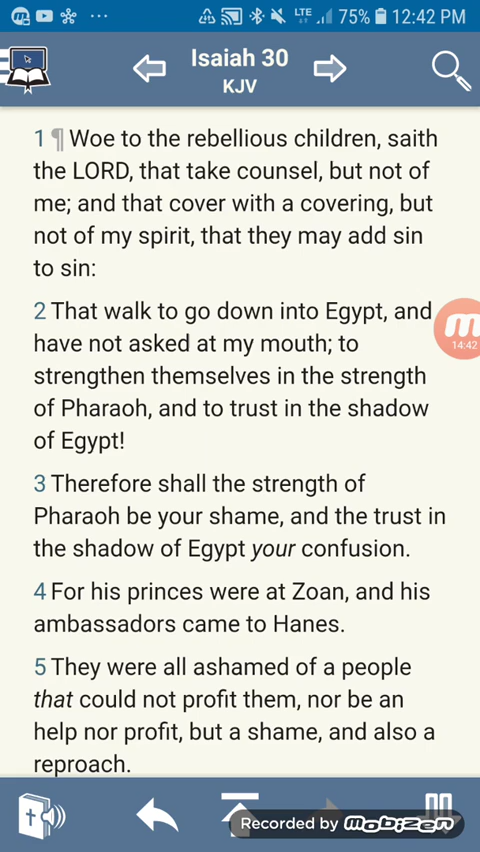 LTE 75% 12:42 PM
Isaiah 30
KJV
1 ¶ Woe to the rebellious children, saith
the LORD, that take counsel, but not of
me; and that cover with a covering, but
not of my spirit, that they may add sin
to sin:
2 That walk to go down into Egypt, and
have not asked at my mouth; to
strengthen themselves in the strength
of Pharaoh, and to trust in the shadow
of Egypt!
14:42
3 Therefore shall the strength of
Pharaoh be your shame, and the trust in
the shadow of Egypt your confusion.
4 For his princes were at Zoan, and his
ambassadors came to Hanes.
5 They were all ashamed of a people
that could not profit them, nor be an
help nor profit, but a shame, and also a
reproach.
Recorded by mobizen